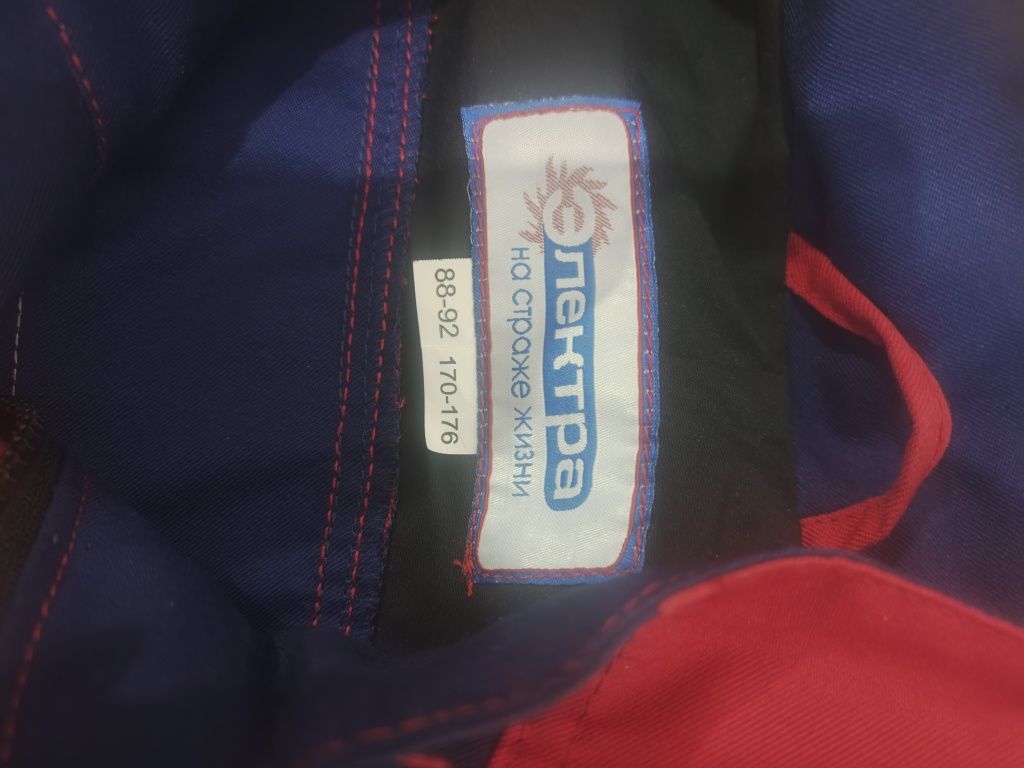 электра
на страже жизни
88-92 170-176